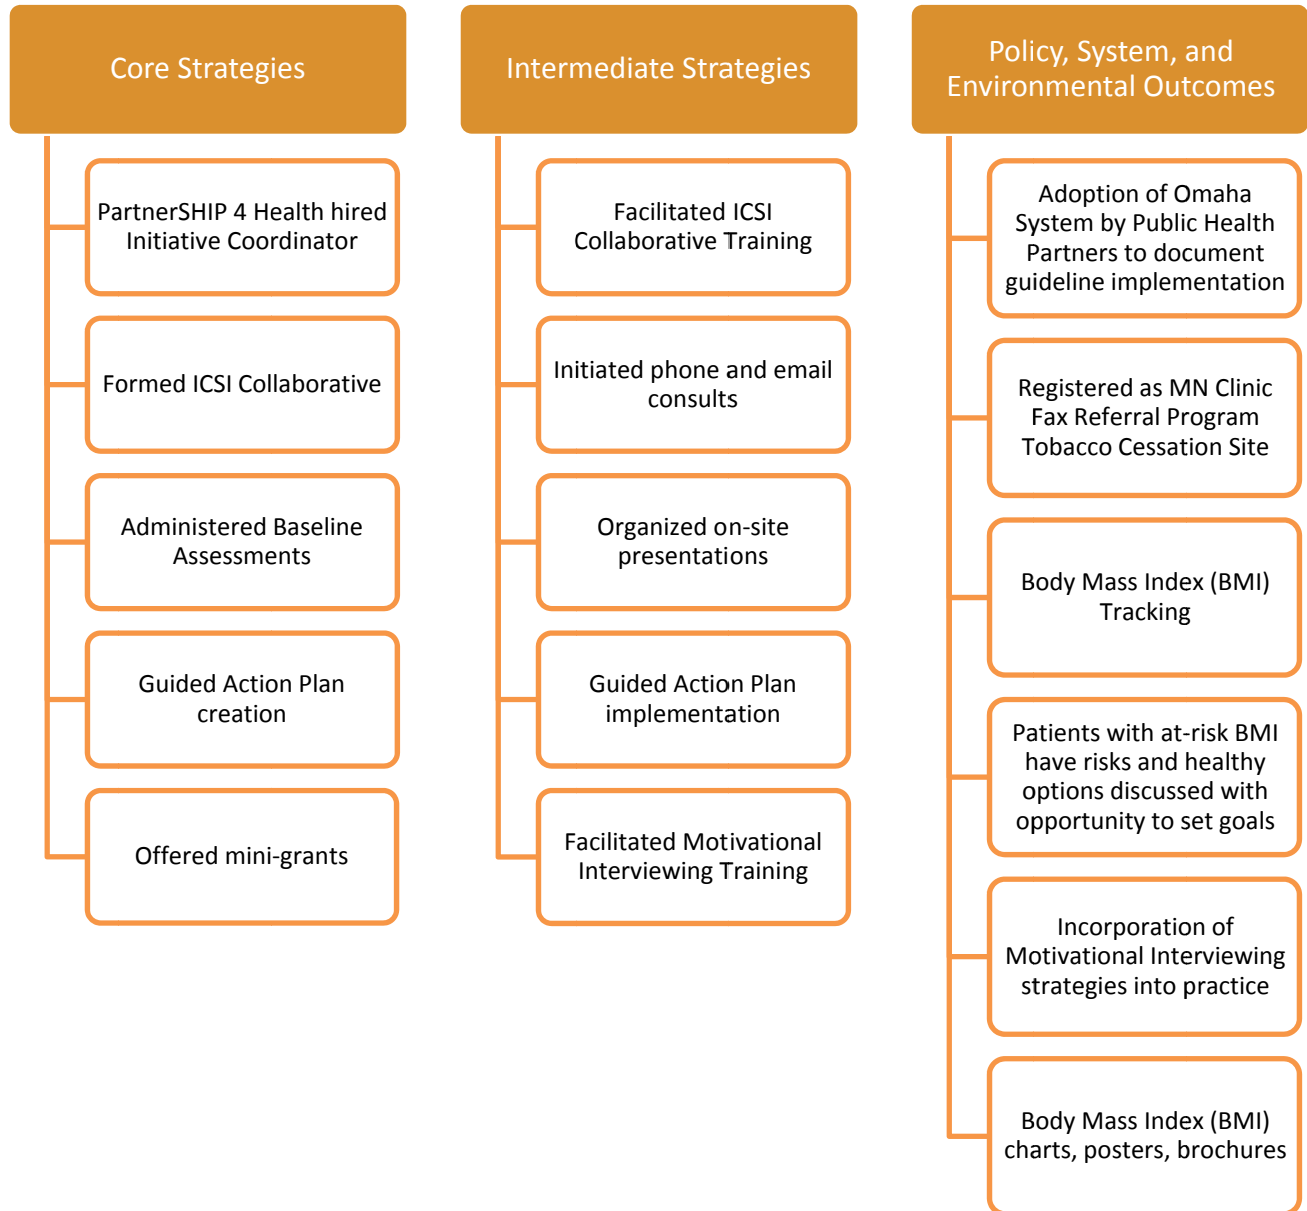 Core Strategies
PartnerSHIP 4 Health hired
Initiative Coordinator
Formed ICSI Collaborative
Administered Baseline
Assessments
Guided Action Plan
creation
Offered mini-grants
Intermediate Strategies
Facilitated ICSI
Collaborative Training
Initiated phone and email
consults
Organized on-site
presentations
Guided Action Plan
implementation
Facilitated Motivational
Interviewing Training
Policy, System, and
Environmental Outcomes
Adoption of Omaha
System by Public Health
Partners to document
guideline implementation
Registered as MN Clinic
Fax Referral Program
Tobacco Cessation Site
Body Mass Index (BMI)
Tracking
Patients with at-risk BMI
have risks and healthy
options discussed with
opportunity to set goals
Incorporation of
Motivational Interviewing
strategies into practice
Body Mass Index (BMI)
charts, posters, brochures